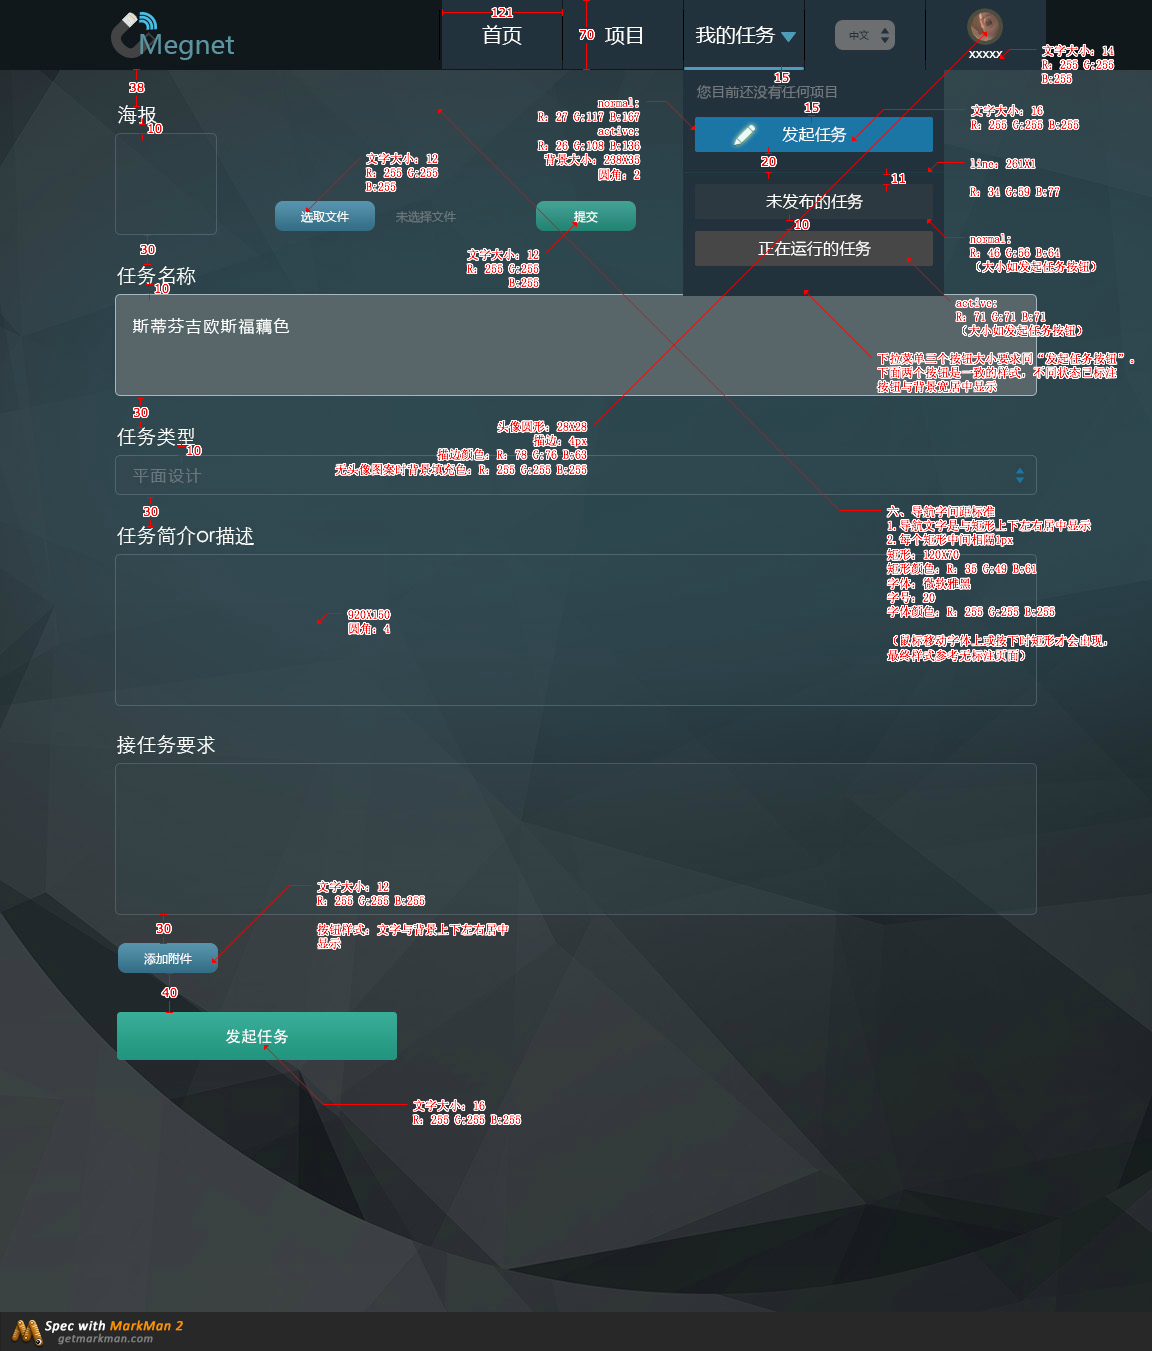 Megnet
121
首页
70
项目
我的任务
中文
xxxxx
文字大小：14
R：255 G:255
B:255
38
海报
10
15
您目前还没有任何项目
15
normal:
R：27 G:117 B:167
active:
R：26 G:108 B:136
背景大小：238X35
圆角：2
发起任务
文字大小：16
R：255 G:255 B:255
20
line：261X1
R：34 G:59 B:77
11
文字大小：12
R：255 G:255
B:255
选取文件
未选择文件
提交
未发布的任务
10
正在运行的任务
normal:
R：46 G:56 B:64
（大小如发起任务按钮）
30
文字大小：12
R：255 G:255
B:255
任务名称
10
active:
R：71 G:71 B:71
（大小如发起任务按钮）
斯蒂芬吉欧斯福藕色
下拉菜单三个按钮大小要求同“发起任务按钮”，
下面两个按钮是一致的样式，不同状态已标注
按钮与背景宽居中显示
30
任务类型
10
头像圆形：28X28
描边：4px
描边颜色：R：78 G:76 B:63
无头像图案时背景填充色：R：255 G:255 B:255
平面设计
30
任务简介or描述
六、导航字间距标准
1.导航文字是与矩形上下左右居中显示
2.每个矩形中间相隔1px
矩形：120X70
矩形颜色：R：35 G:49 B:61
字体：微软雅黑
字号：20
字体颜色：R：255 G:255 B:255
（鼠标移动字体上或按下时矩形才会出现，
最终样式参考无标注页面）
920X150
圆角：4
接任务要求
文字大小：12
R：255 G:255 B:255
按钮样式：文字与背景上下左右居中
显示
30
添加附件
40
发起任务
文字大小：16
R：255 G:255 B:255
Spec with MarkMan 2
getmarkman.com